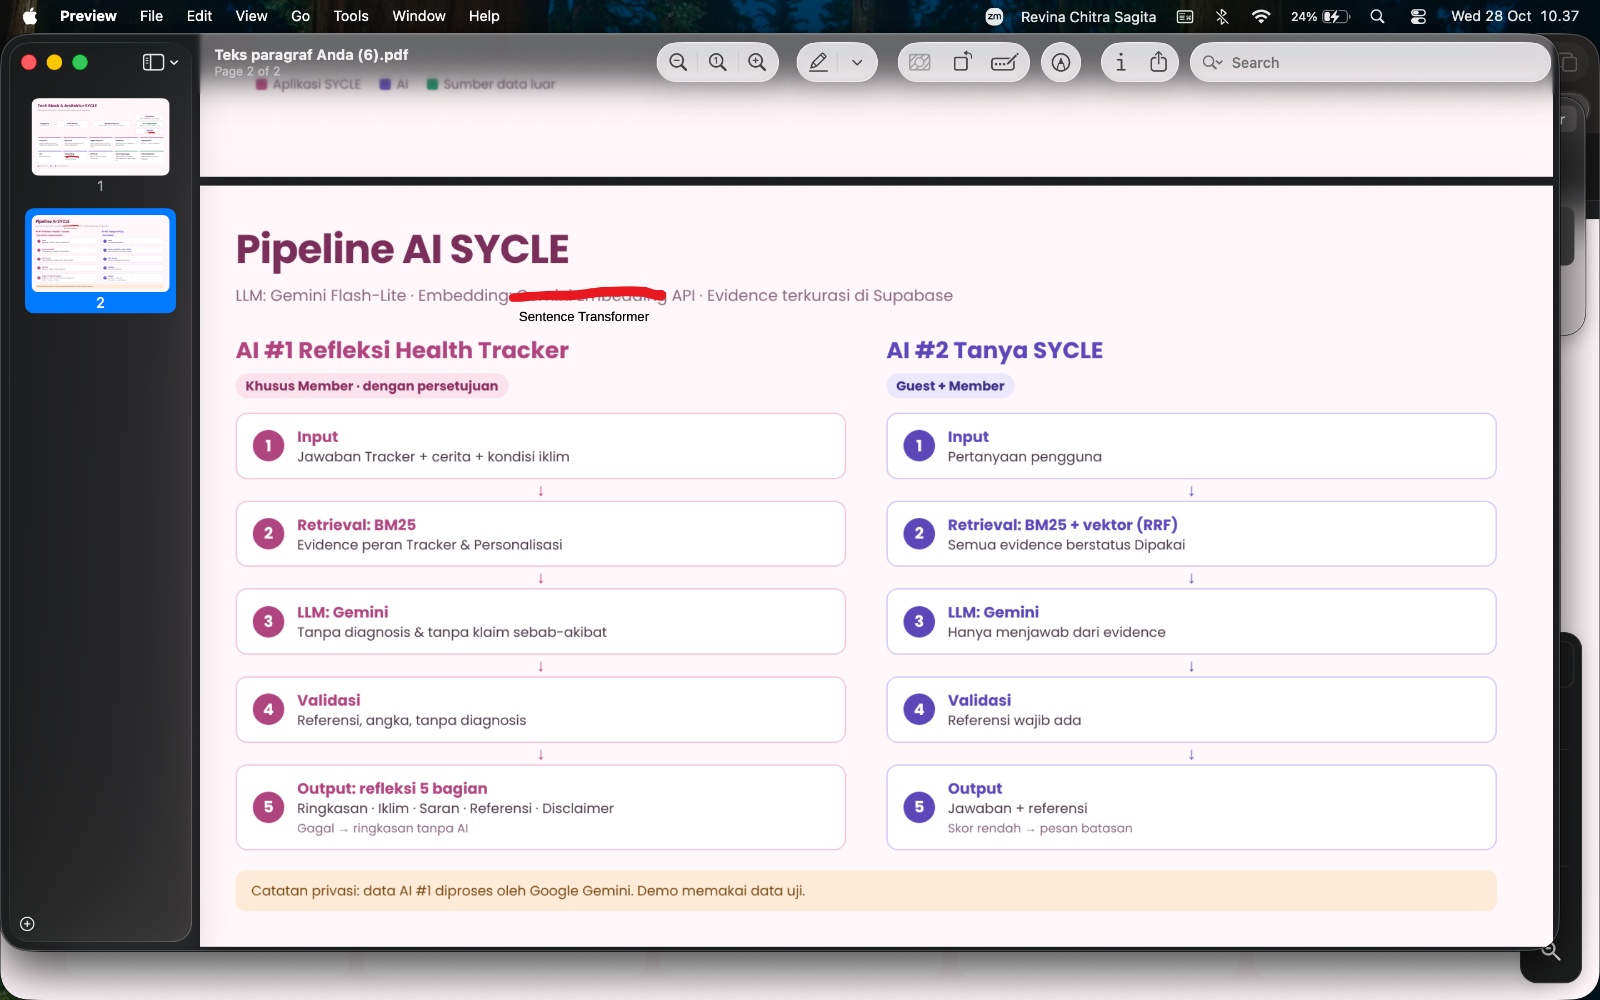 Preview File Edit View Go Tools Window Help
zm Revina Chitra Sagita 24% Wed 28 Oct 10.37
Teks paragraf Anda (6).pdf
Page 2 of 2
Search
1
2
Aplikasi SYCLE AI Sumber data luar
Pipeline AI SYCLE
LLM: Gemini Flash-Lite · Embedding: Gemini Embedding API · Evidence terkurasi di Supabase
Sentence Transformer
AI #1 Refleksi Health Tracker
Khusus Member · dengan persetujuan
1
Input
Jawaban Tracker + cerita + kondisi iklim
↓
2
Retrieval: BM25
Evidence peran Tracker & Personalisasi
↓
3
LLM: Gemini
Tanpa diagnosis & tanpa klaim sebab-akibat
↓
4
Validasi
Referensi, angka, tanpa diagnosis
↓
5
Output: refleksi 5 bagian
Ringkasan · Iklim · Saran · Referensi · Disclaimer
Gagal → ringkasan tanpa AI
AI #2 Tanya SYCLE
Guest + Member
1
Input
Pertanyaan pengguna
↓
2
Retrieval: BM25 + vektor (RRF)
Semua evidence berstatus Dipakai
↓
3
LLM: Gemini
Hanya menjawab dari evidence
↓
4
Validasi
Referensi wajib ada
↓
5
Output
Jawaban + referensi
Skor rendah → pesan batasan
Catatan privasi: data AI #1 diproses oleh Google Gemini. Demo memakai data uji.